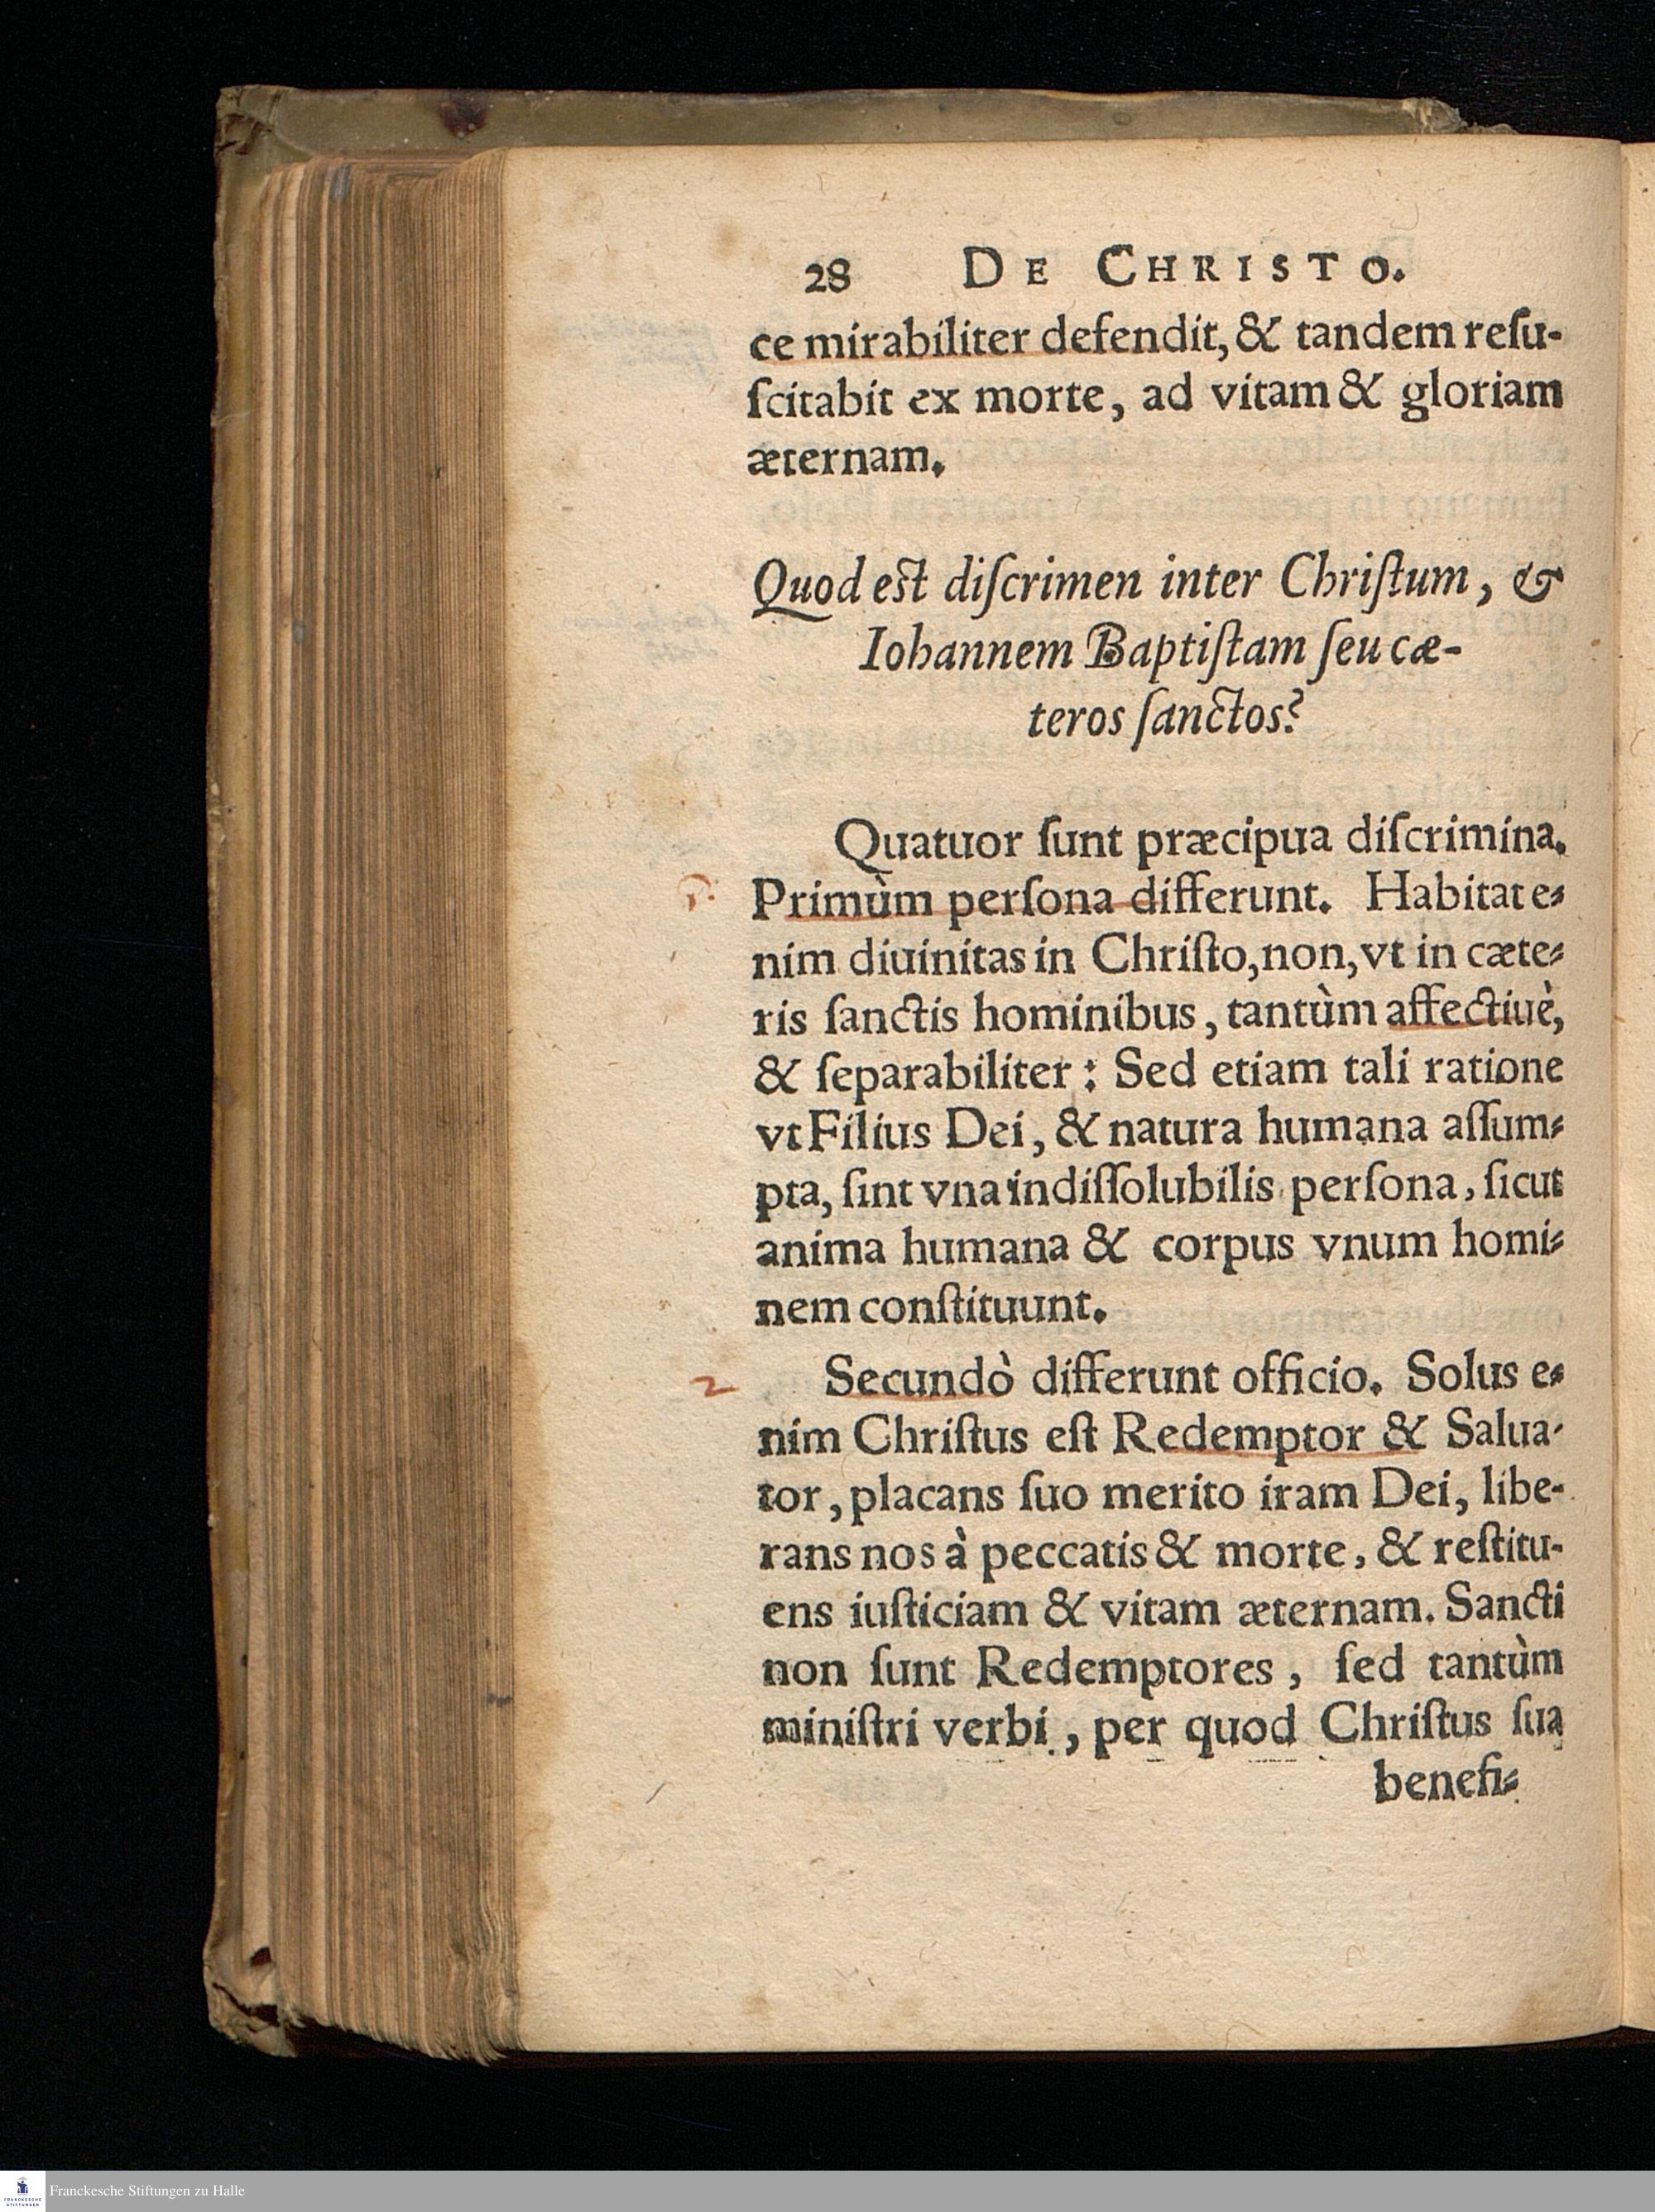 28 DE CHRISTO.
ce mirabiliter defendit, & tandem reſu-
ſcitabit ex morte, ad vitam & gloriam
æternam.
Quod eſt diſcrimen inter Chriſtum, &
Iohannem Baptiſtam ſeu cæ-
teros ſanctos?
Quatuor ſunt præcipua diſcrimina.
1. Primùm perſona differunt. Habitat e-
nim diuinitas in Chriſto, non, vt in cæte-
ris ſanctis hominibus, tantùm affectiuè,
& ſeparabiliter: Sed etiam tali ratione
vt Filius Dei, & natura humana aſſum-
pta, ſint vna indiſſolubilis perſona, ſicut
anima humana & corpus vnum homi-
nem conſtituunt.
2 Secundò differunt officio. Solus e-
nim Chriſtus eſt Redemptor & Salua-
tor, placans ſuo merito iram Dei, libe-
rans nos à peccatis & morte, & reſtitu-
ens iuſticiam & vitam æternam. Sancti
non ſunt Redemptores, ſed tantùm
miniſtri verbi, per quod Chriſtus ſua
benefi-
FRANCKESCHE
STIFTUNGEN
Franckesche Stiftungen zu Halle